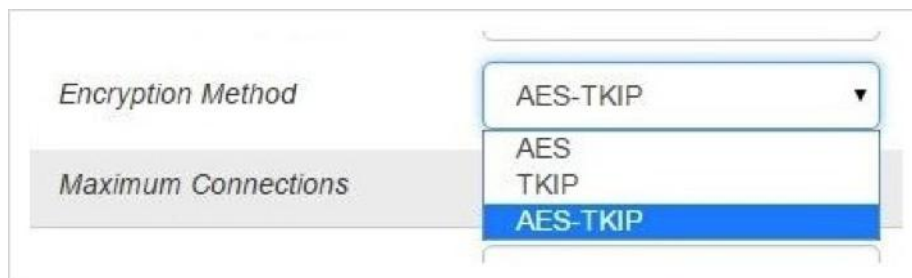 Encryption Method
AES-TKIP
AES
Maximum Connections
TKIP
AES-TKIP